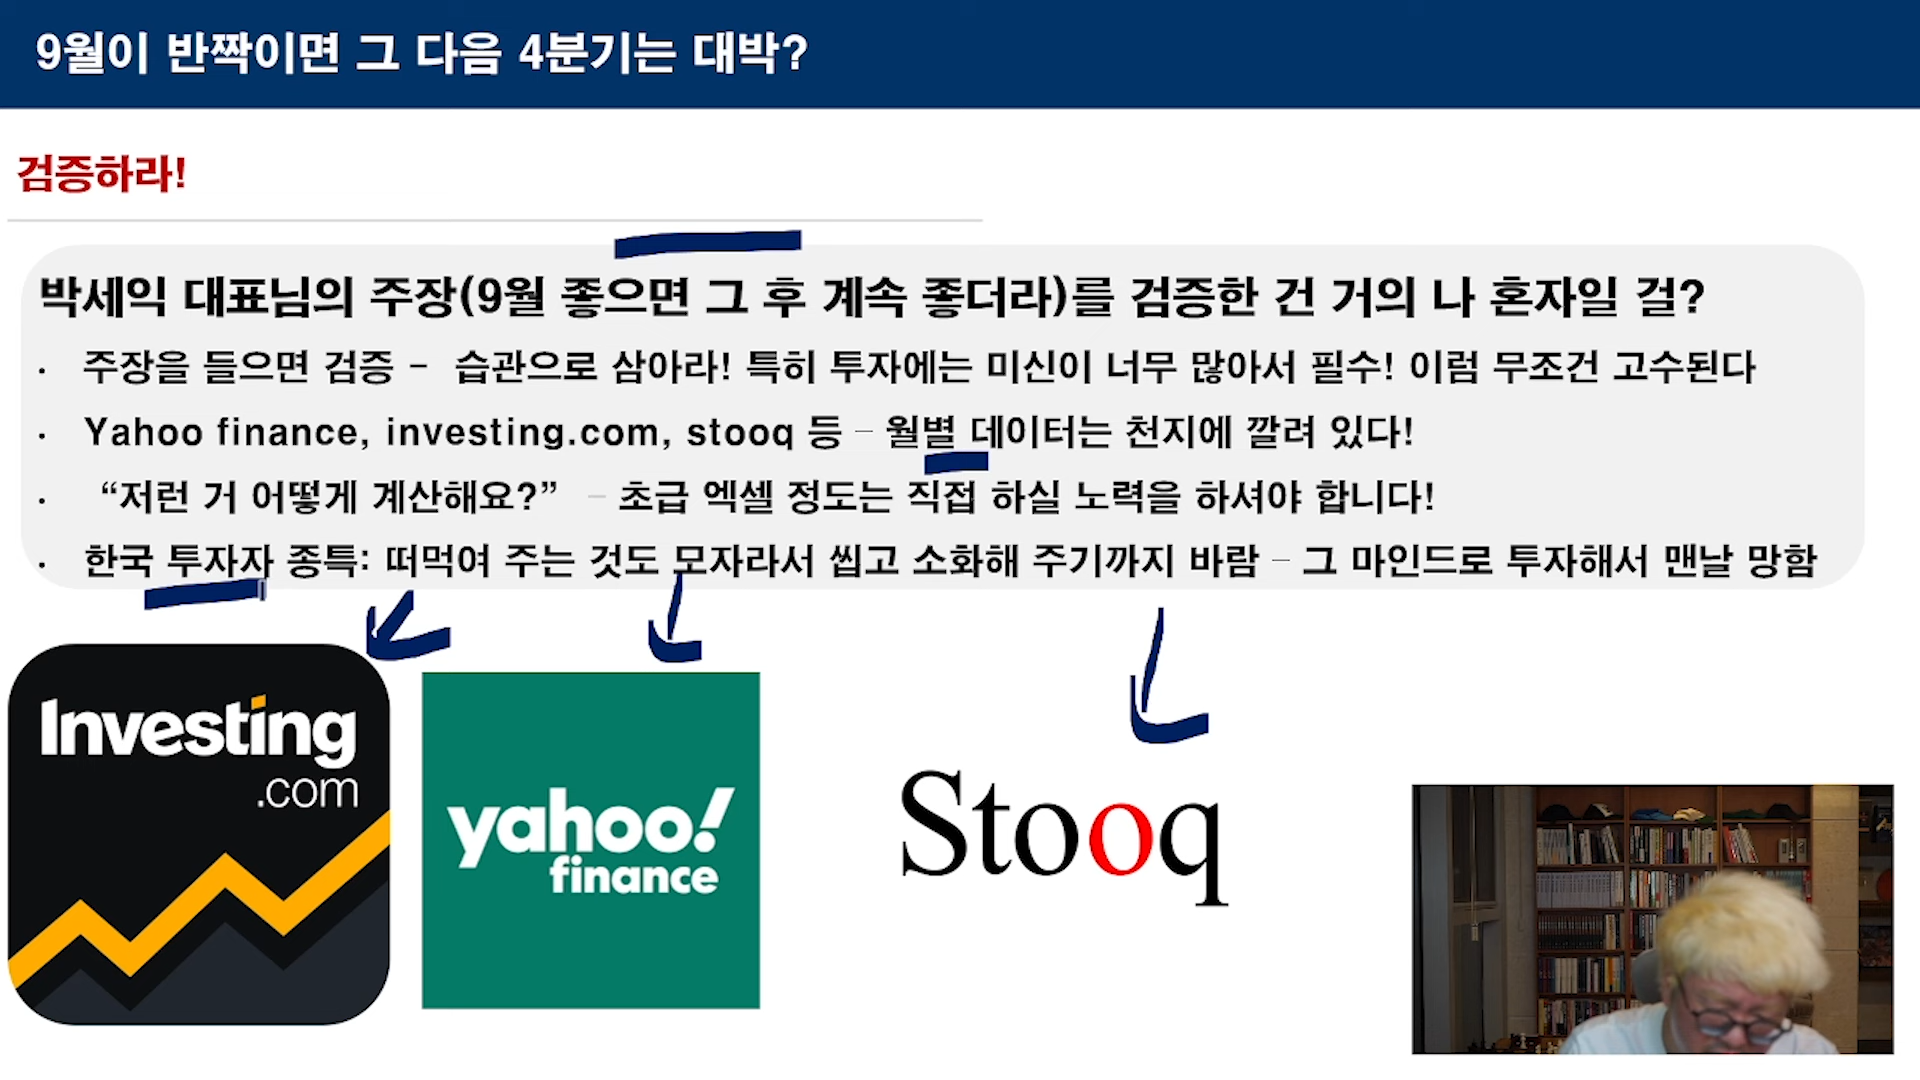 9월이 반짝이면 그 다음 4분기는 대박?
검증하라!
박세익 대표님의 주장(9월 좋으면 그 후 계속 좋더라)를 검증한 건 거의 나 혼자일 걸?
· 주장을 들으면 검증 – 습관으로 삼아라! 특히 투자에는 미신이 너무 많아서 필수! 이럼 무조건 고수된다
· Yahoo finance, investing.com, stooq 등 – 월별 데이터는 천지에 깔려 있다!
· “저런 거 어떻게 계산해요?” – 초급 엑셀 정도는 직접 하실 노력을 하셔야 합니다!
· 한국 투자자 종특: 떠먹여 주는 것도 모자라서 씹고 소화해 주기까지 바람 – 그 마인드로 투자해서 맨날 망함
Investing
.com
yahoo!
finance
Stooq